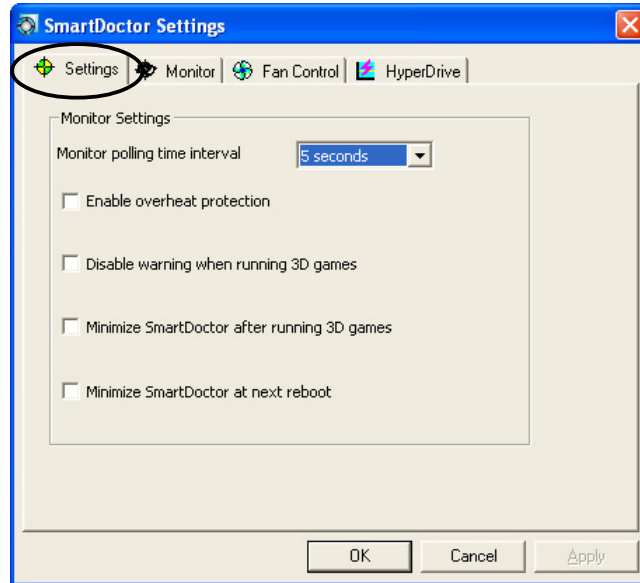 SmartDoctor Settings
Settings Monitor Fan Control HyperDrive
Monitor Settings
Monitor polling time interval 5 seconds
Enable overheat protection
Disable warning when running 3D games
Minimize SmartDoctor after running 3D games
Minimize SmartDoctor at next reboot
OK Cancel Apply